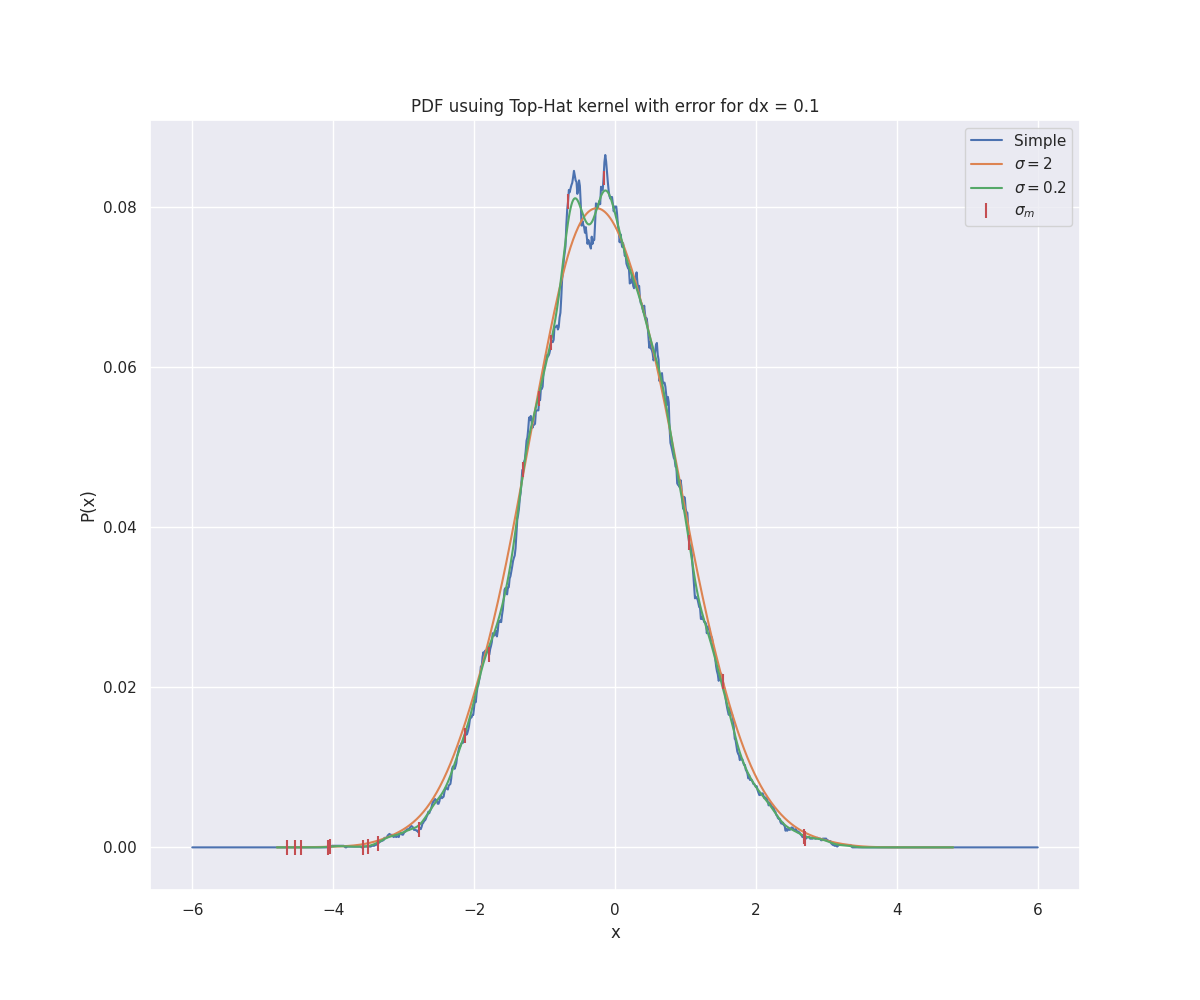 PDF usuing Top-Hat kernel with error for dx = 0.1
Simple
σ = 2
σ = 0.2
σm
P(x)
0.08
0.06
0.04
0.02
0.00
−6 −4 −2 0 2 4 6
x